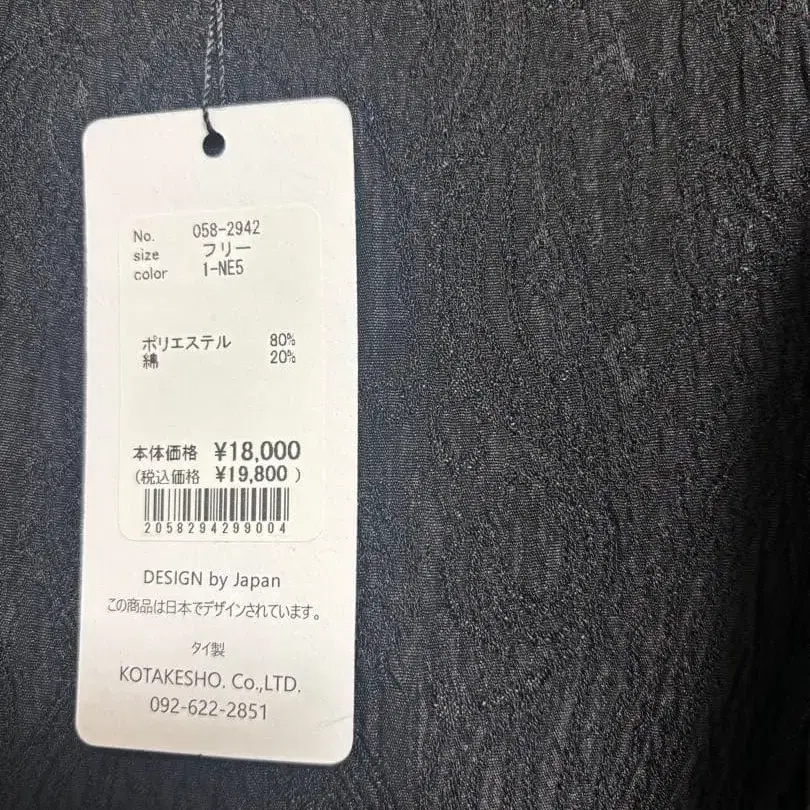 No. 058-2942
size フリー
color 1-NE5
ポリエステル 80%
綿 20%
本体価格 ¥18,000
(税込価格 ¥19,800 )
2058294299004
DESIGN by Japan
この商品は日本でデザインされています。
タイ製
KOTAKESHO. Co.,LTD.
092-622-2851